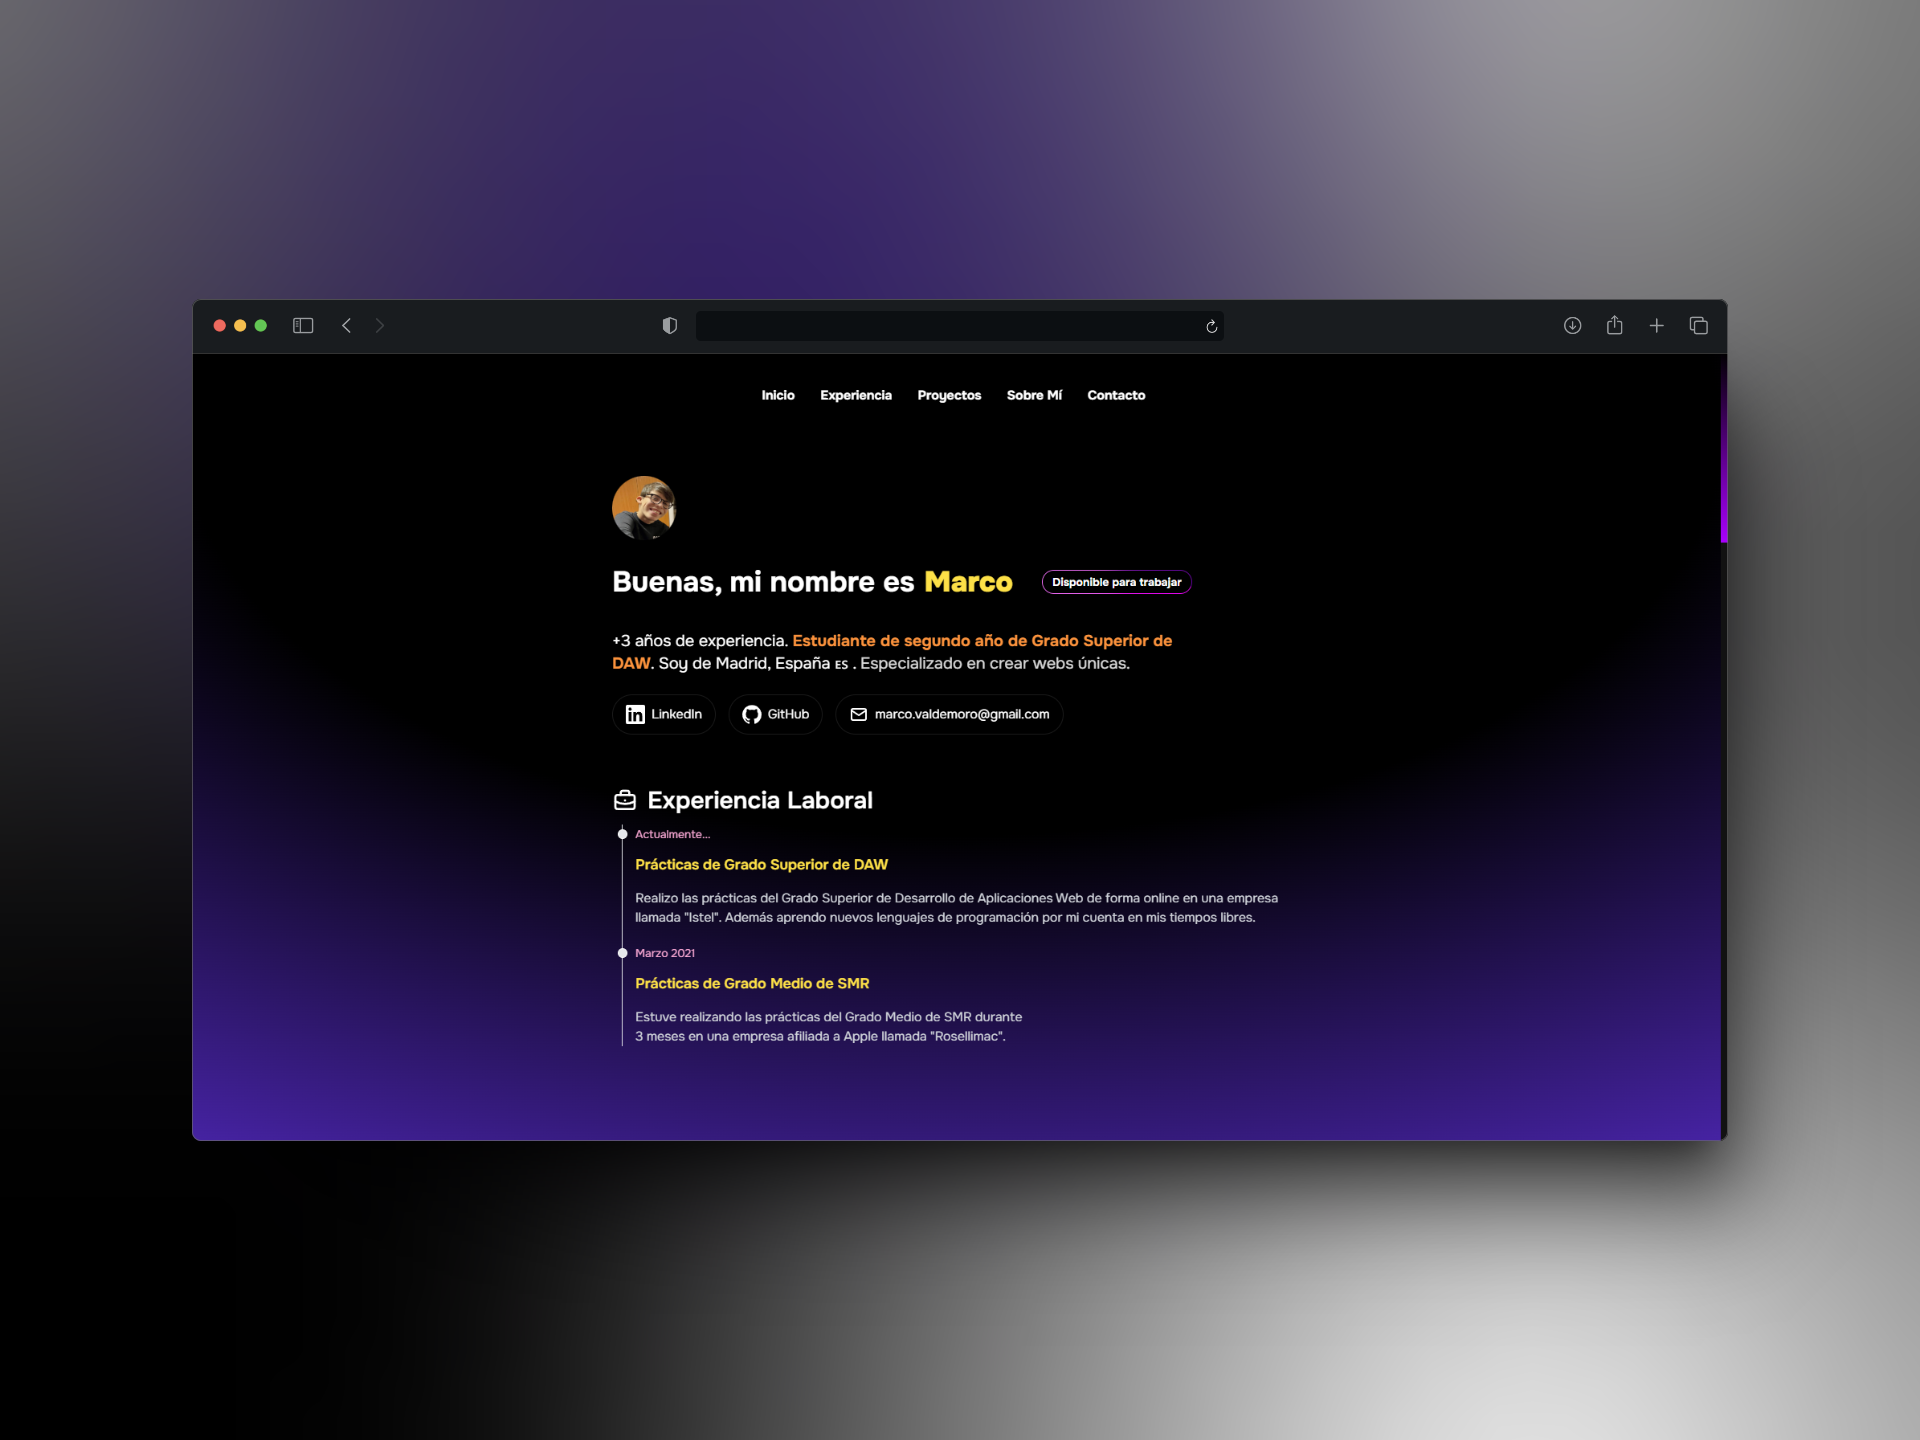 Inicio Experiencia Proyectos Sobre Mí Contacto
Buenas, mi nombre es Marco Disponible para trabajar
+3 años de experiencia. Estudiante de segundo año de Grado Superior de
DAW. Soy de Madrid, España ES . Especializado en crear webs únicas.
LinkedIn GitHub marco.valdemoro@gmail.com
Experiencia Laboral
Actualmente...
Prácticas de Grado Superior de DAW
Realizo las prácticas del Grado Superior de Desarrollo de Aplicaciones Web de forma online en una empresa
llamada "Istel". Además aprendo nuevos lenguajes de programación por mi cuenta en mis tiempos libres.
Marzo 2021
Prácticas de Grado Medio de SMR
Estuve realizando las prácticas del Grado Medio de SMR durante
3 meses en una empresa afiliada a Apple llamada "Rosellimac".